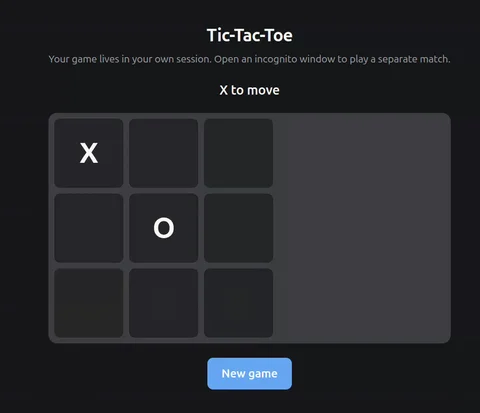 Tic-Tac-Toe
Your game lives in your own session. Open an incognito window to play a separate match.
X to move
X
O
New game